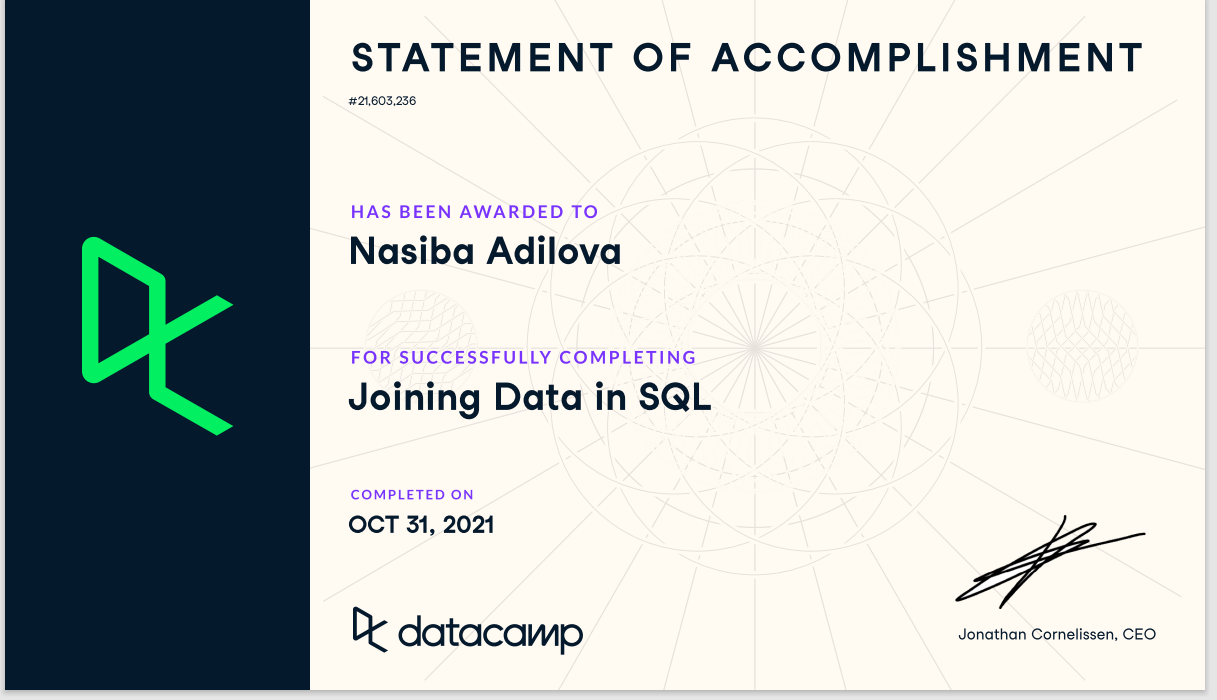 STATEMENT OF ACCOMPLISHMENT
#21,603,236
HAS BEEN AWARDED TO
Nasiba Adilova
FOR SUCCESSFULLY COMPLETING
Joining Data in SQL
COMPLETED ON
OCT 31, 2021
datacamp
Jonathan Cornelissen, CEO